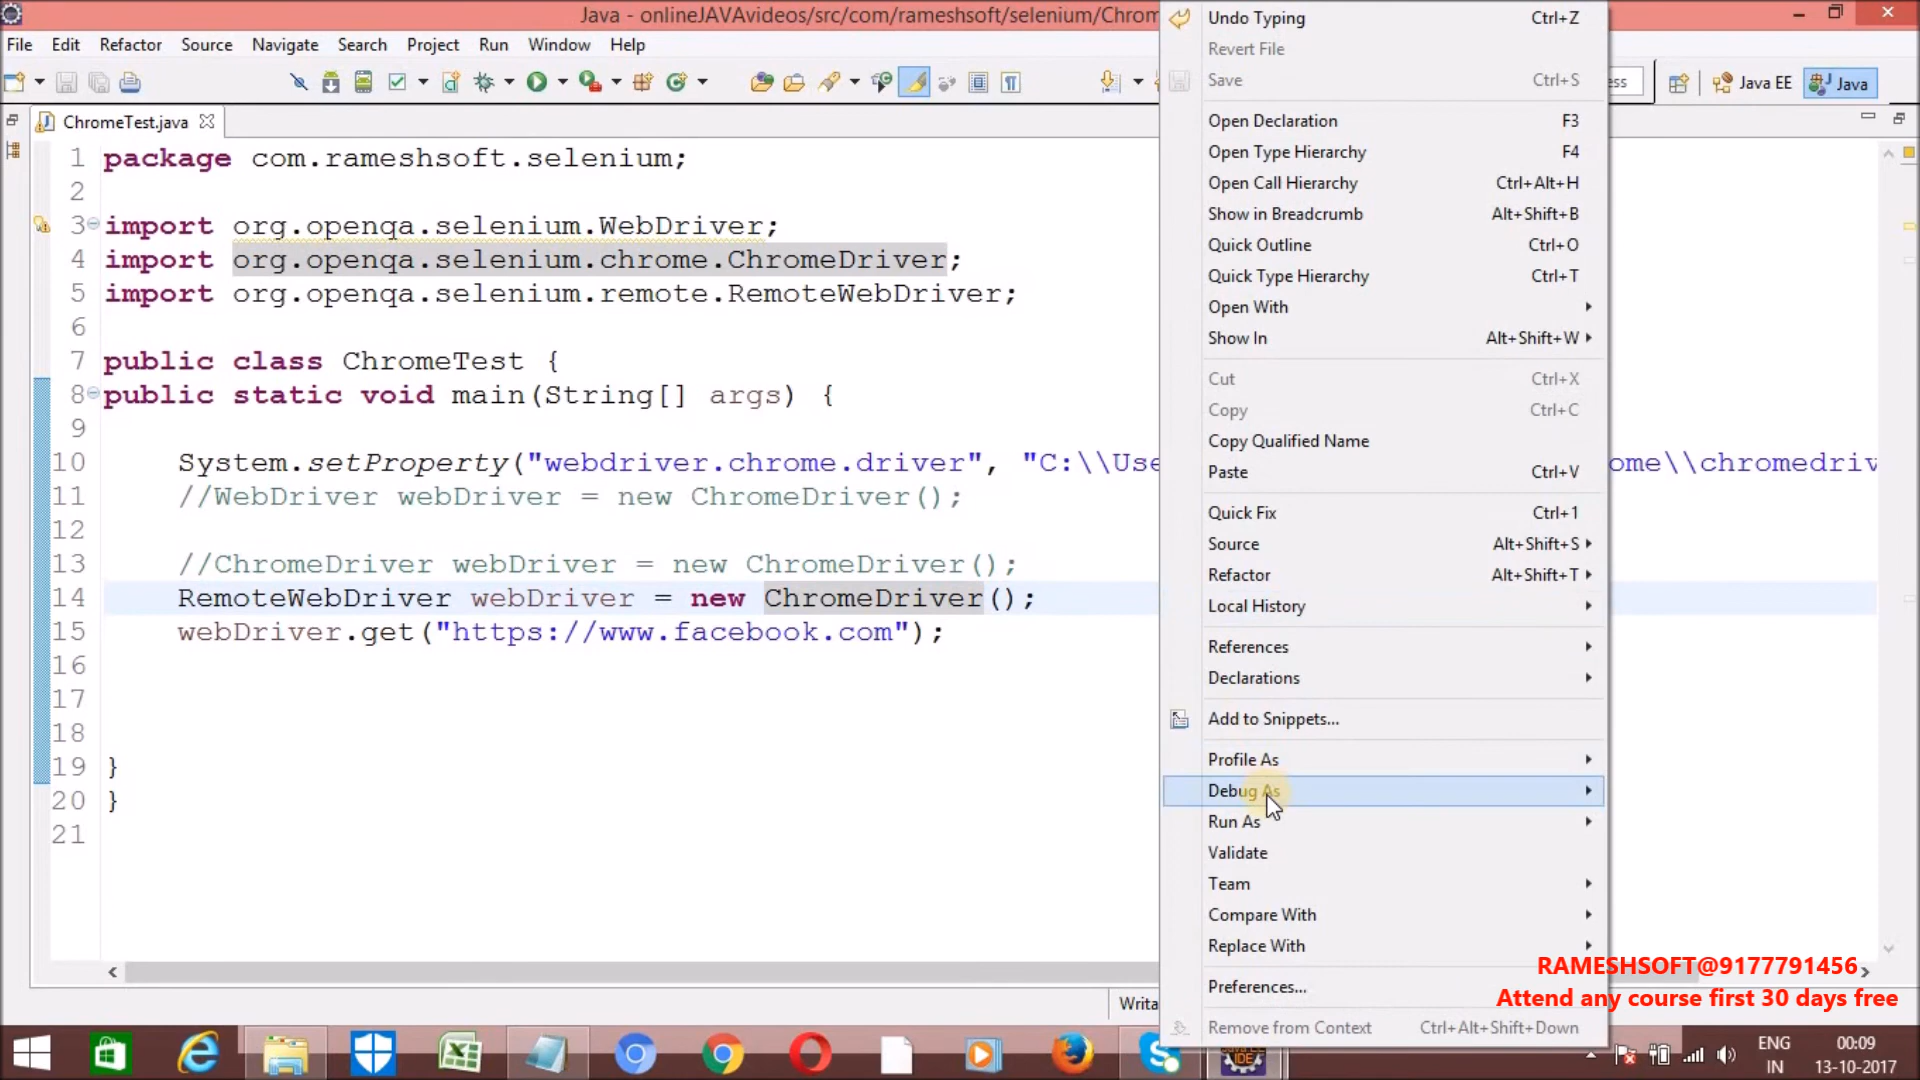 Java - onlineJAVAvideos/src/com/rameshsoft/selenium/Chrom
File Edit Refactor Source Navigate Search Project Run Window Help
ess Java EE Java
ChromeTest.java
1 package com.rameshsoft.selenium;
2
3 import org.openqa.selenium.WebDriver;
4 import org.openqa.selenium.chrome.ChromeDriver;
5 import org.openqa.selenium.remote.RemoteWebDriver;
6
7 public class ChromeTest {
8 public static void main(String[] args) {
9
10 System.setProperty("webdriver.chrome.driver", "C:\\Use ome\\chromedriv
11 //WebDriver webDriver = new ChromeDriver();
12
13 //ChromeDriver webDriver = new ChromeDriver();
14 RemoteWebDriver webDriver = new ChromeDriver();
15 webDriver.get("https://www.facebook.com");
16
17
18
19 }
20 }
21
Undo Typing Ctrl+Z
Revert File
Save Ctrl+S
Open Declaration F3
Open Type Hierarchy F4
Open Call Hierarchy Ctrl+Alt+H
Show in Breadcrumb Alt+Shift+B
Quick Outline Ctrl+O
Quick Type Hierarchy Ctrl+T
Open With
Show In Alt+Shift+W
Cut Ctrl+X
Copy Ctrl+C
Copy Qualified Name
Paste Ctrl+V
Quick Fix Ctrl+1
Source Alt+Shift+S
Refactor Alt+Shift+T
Local History
References
Declarations
Add to Snippets...
Profile As
Debug As
Run As
Validate
Team
Compare With
Replace With
Preferences...
Remove from Context Ctrl+Alt+Shift+Down
RAMESHSOFT@9177791456
Attend any course first 30 days free
Writa
IDE
ENG
IN
00:09
13-10-2017